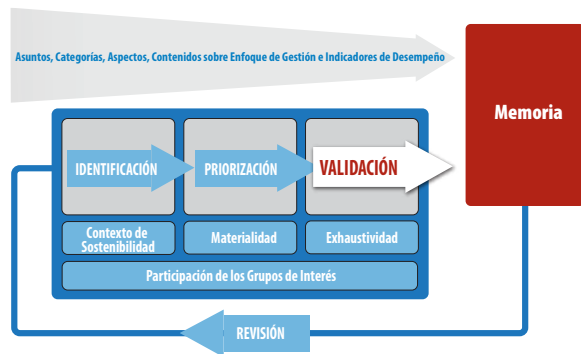 Asuntos, Categorías, Aspectos, Contenidos sobre Enfoque de Gestión e Indicadores de Desempeño
Memoria
IDENTIFICACIÓN
PRIORIZACIÓN
VALIDACIÓN
Contexto de
Sostenibilidad
Materialidad
Exhaustividad
Participación de los Grupos de Interés
REVISIÓN